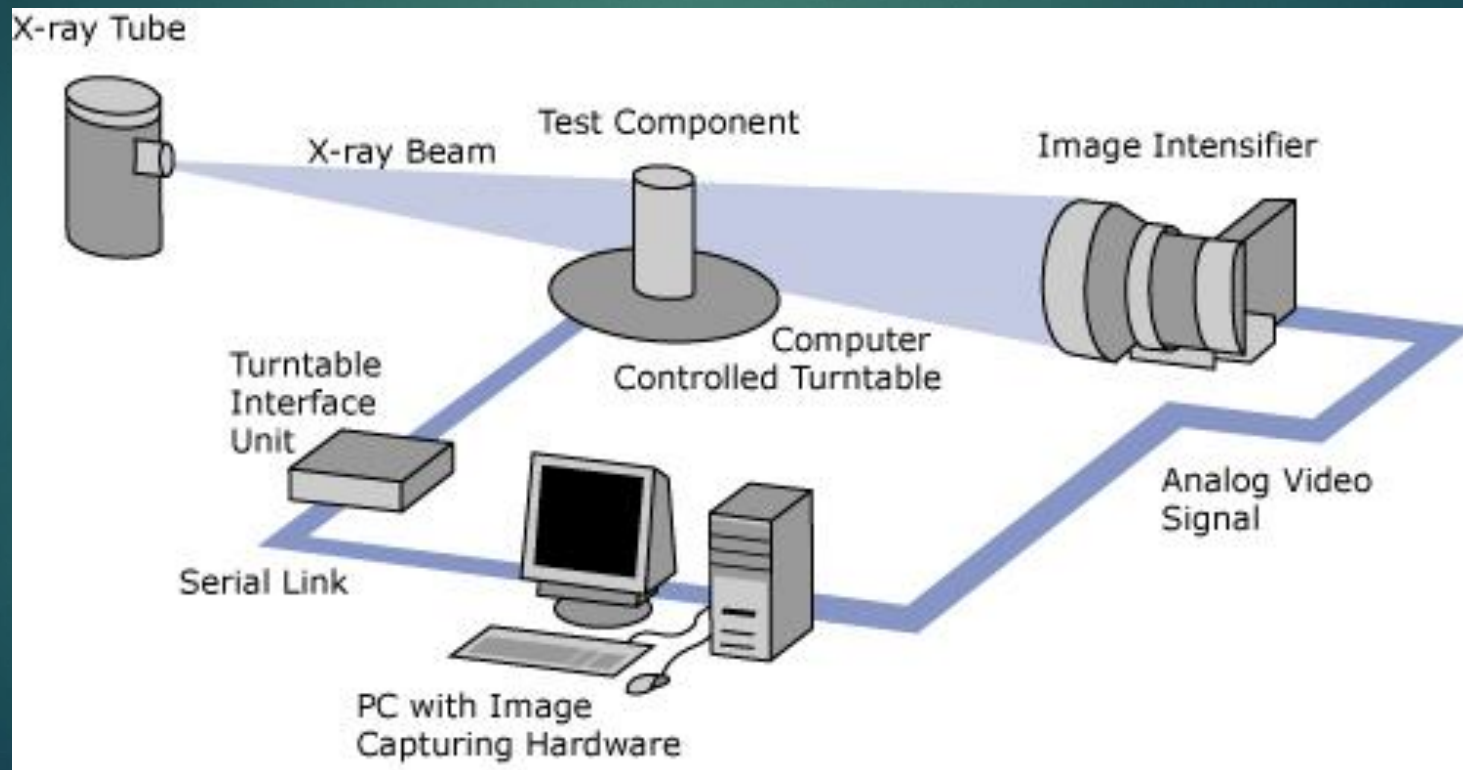 X-ray Tube
Test Component
X-ray Beam
Image Intensifier
Computer
Controlled Turntable
Turntable
Interface
Unit
Analog Video
Signal
Serial Link
PC with Image
Capturing Hardware